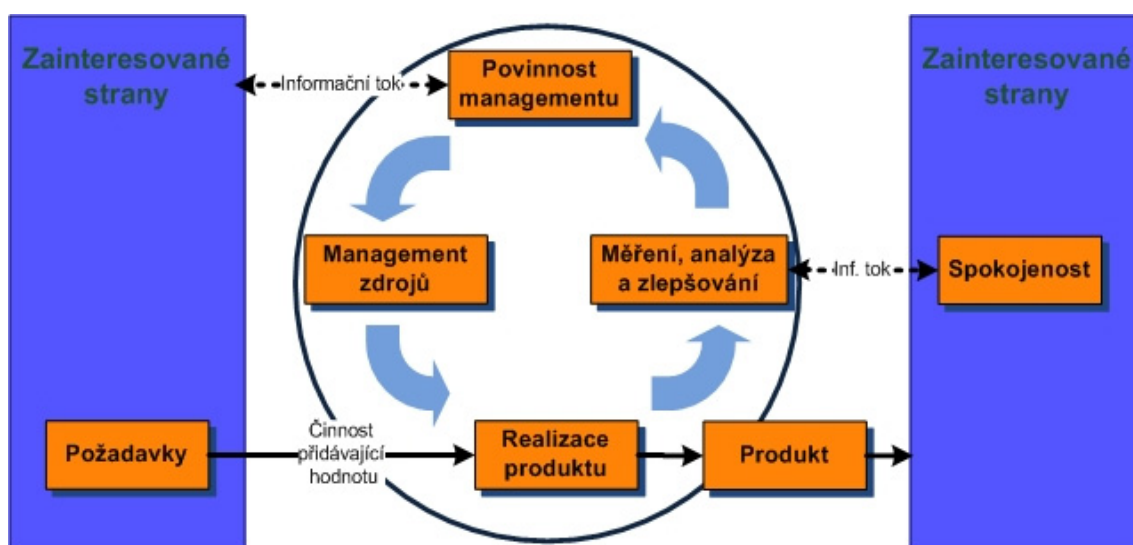 Zainteresované
strany
Informační tok
Povinnost
managementu
Zainteresované
strany
Management
zdrojů
Měření, analýza
a zlepšování
Inf. tok
Spokojenost
Požadavky
Činnost
přidávající
hodnotu
Realizace
produktu
Produkt